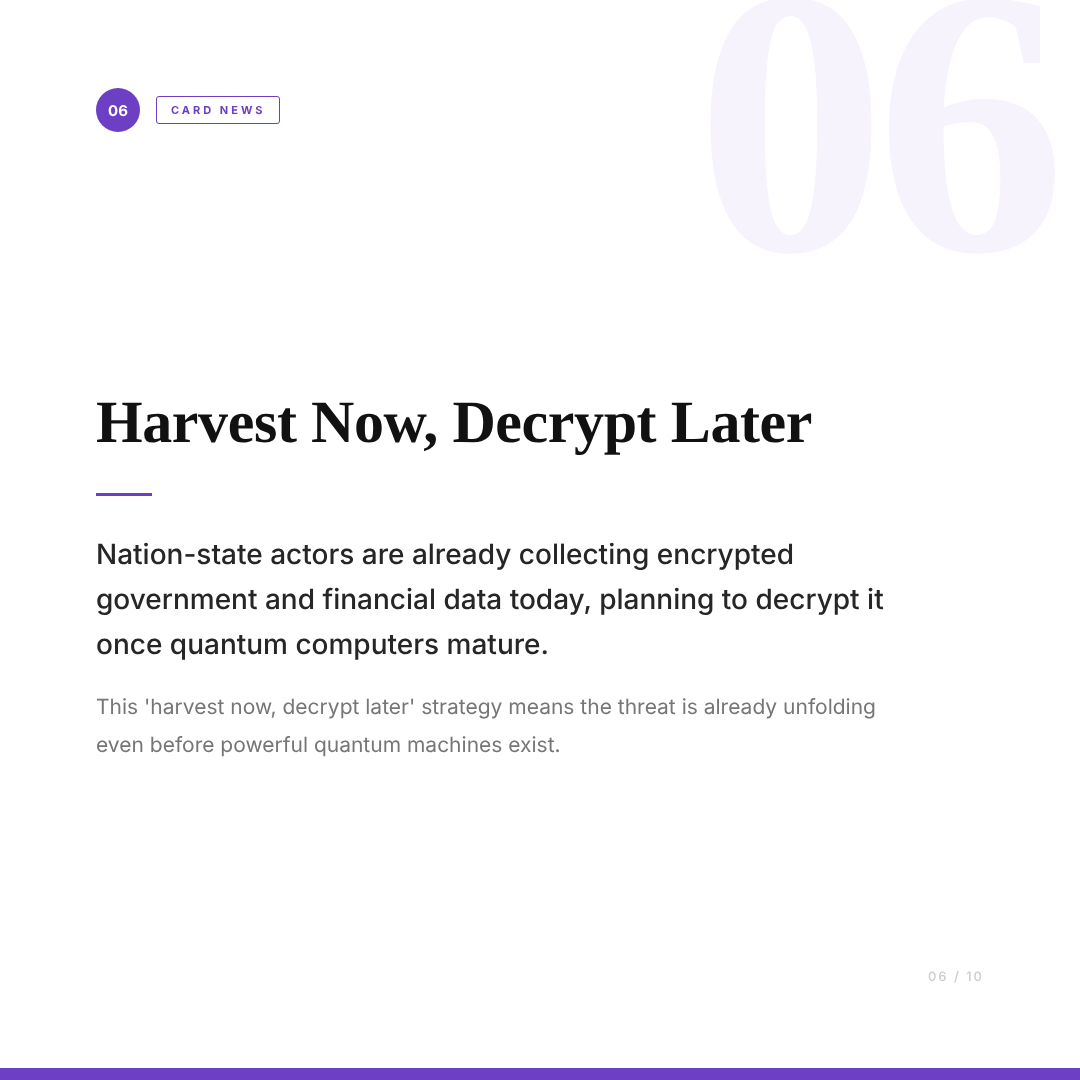 06
06
CARD NEWS
Harvest Now, Decrypt Later
Nation-state actors are already collecting encrypted
government and financial data today, planning to decrypt it
once quantum computers mature.
This 'harvest now, decrypt later' strategy means the threat is already unfolding
even before powerful quantum machines exist.
06 / 10